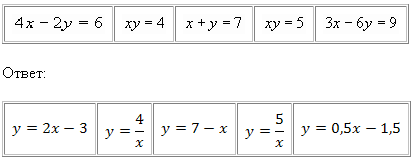 4x − 2y = 6 xy = 4 x + y = 7 xy = 5 3x − 6y = 9
Ответ:
y = 2x − 3 y = 4/x y = 7 − x y = 5/x y = 0,5x − 1,5